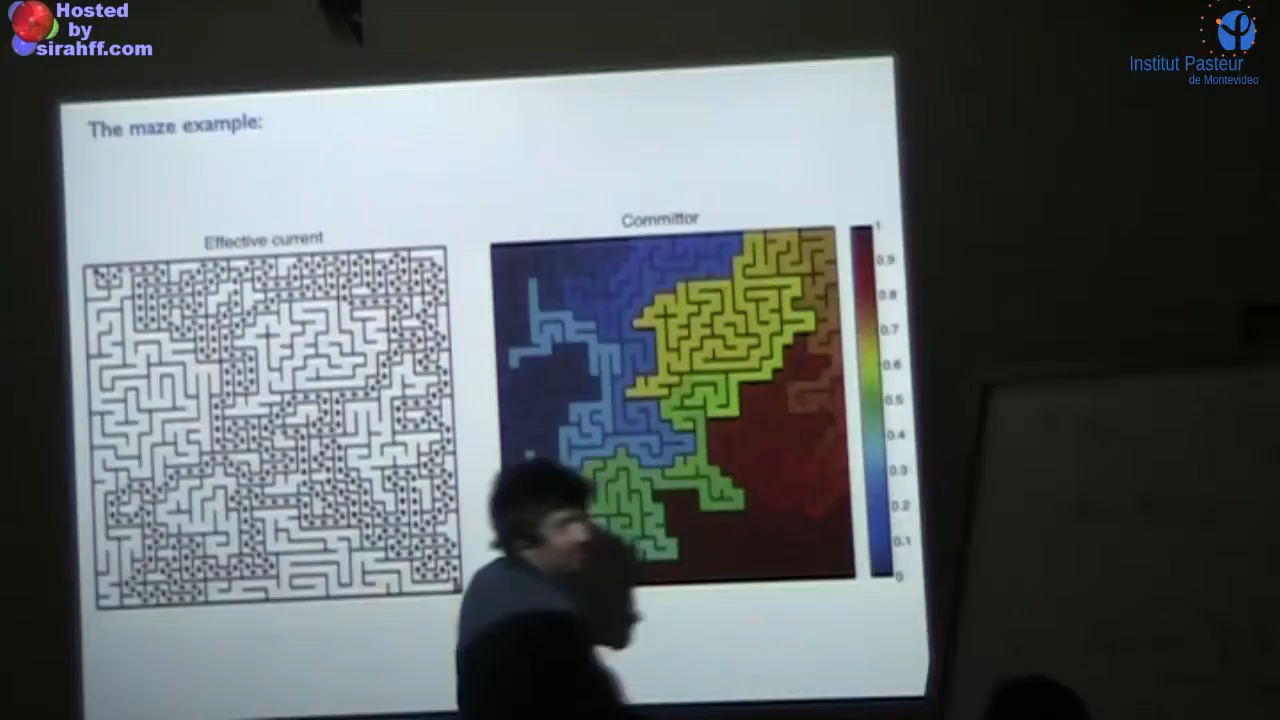 Hosted
by
sirahff.com
Institut Pasteur
de Montevideo
The maze example:
Effective current
Committor
1
0.9
0.8
0.7
0.6
0.5
0.4
0.3
0.2
0.1
0